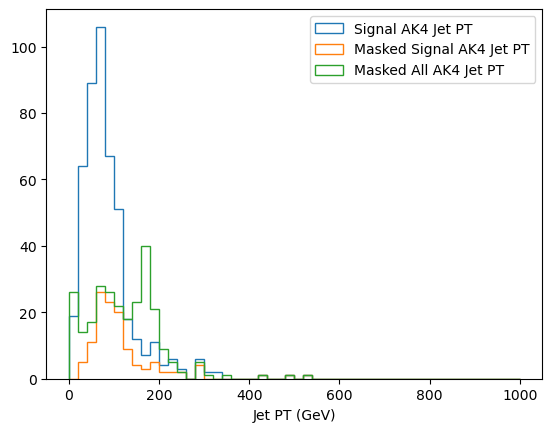 Signal AK4 Jet PT
Masked Signal AK4 Jet PT
Masked All AK4 Jet PT
100
80
60
40
20
0
0 200 400 600 800 1000
Jet PT (GeV)